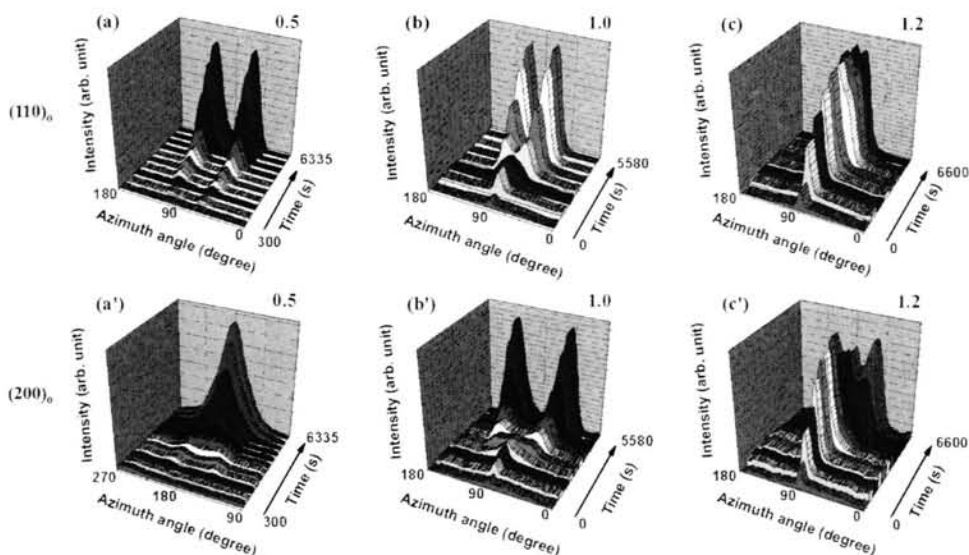 (a) 0.5
Intensity (arb. unit)
180
90
0
Azimuth angle (degree)
300
Time (s)
6335
(110)o
(b) 1.0
Intensity (arb. unit)
180
90
0
Azimuth angle (degree)
0
Time (s)
5580
(c) 1.2
Intensity (arb. unit)
180
90
0
Azimuth angle (degree)
0
Time (s)
6600
(a') 0.5
Intensity (arb. unit)
270
180
90
Azimuth angle (degree)
300
Time (s)
6335
(200)o
(b') 1.0
Intensity (arb. unit)
180
90
0
Azimuth angle (degree)
0
Time (s)
5580
(c') 1.2
Intensity (arb. unit)
180
90
0
Azimuth angle (degree)
0
Time (s)
6600